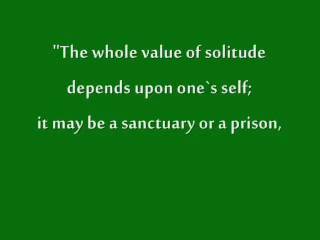 "The whole value of solitude
depends upon one`s self;
it may be a sanctuary or a prison,